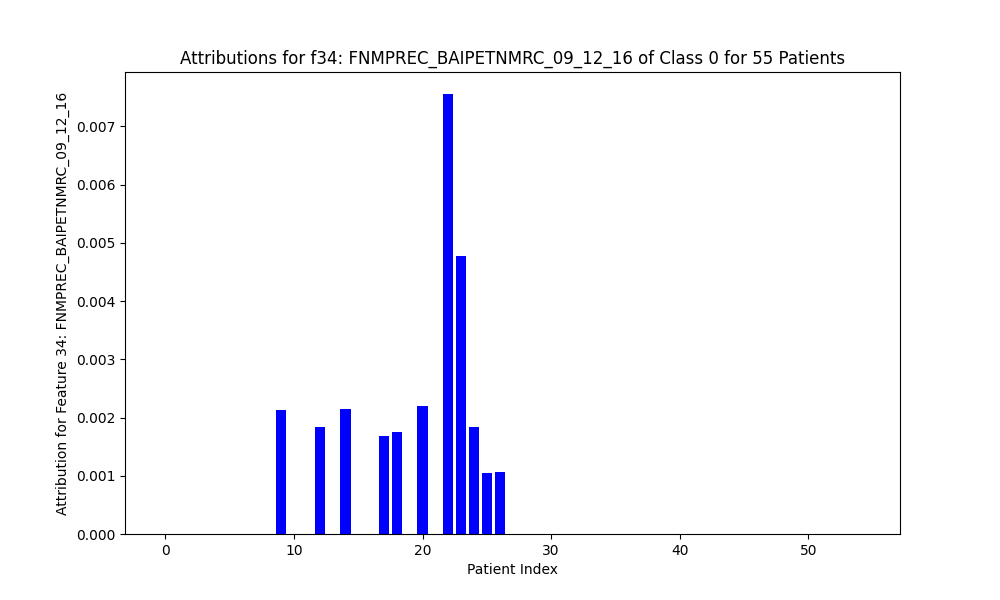 Attributions for f34: FNMPREC_BAIPETNMRC_09_12_16 of Class 0 for 55 Patients
Attribution for Feature 34: FNMPREC_BAIPETNMRC_09_12_16
0.007
0.006
0.005
0.004
0.003
0.002
0.001
0.000
0 10 20 30 40 50
Patient Index